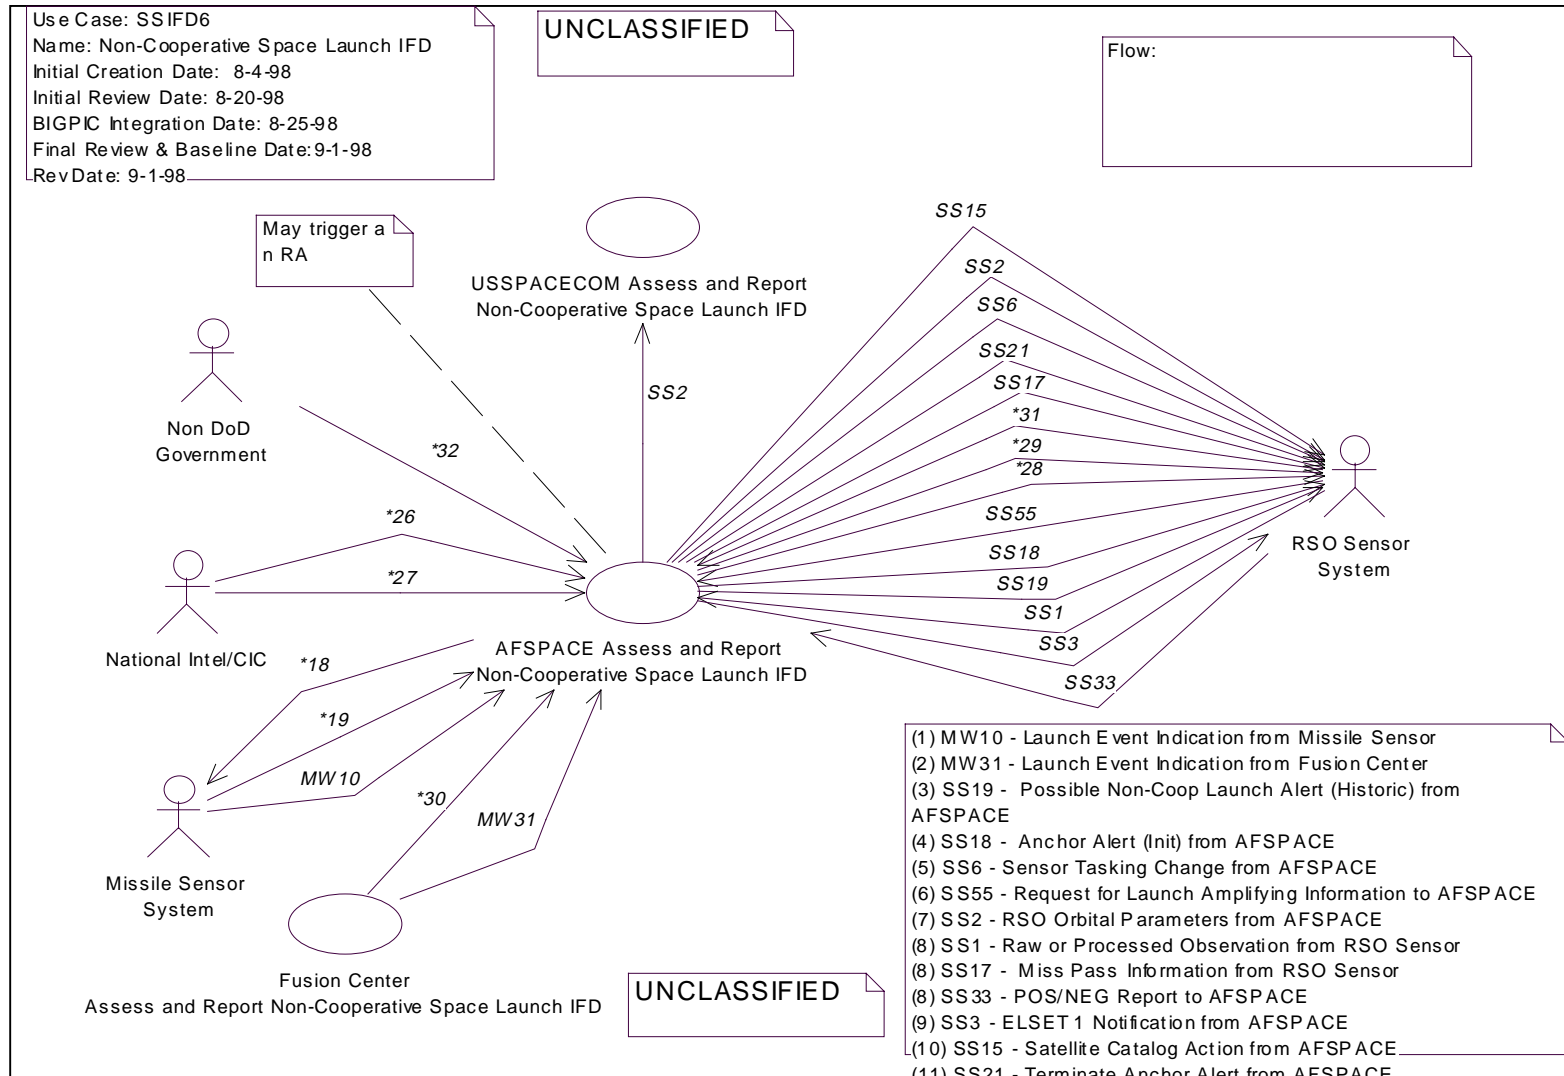 Use Case: SSIFD6
Name: Non-Cooperative Space Launch IFD
Initial Creation Date: 8-4-98
Initial Review Date: 8-20-98
BIGPIC Integration Date: 8-25-98
Final Review & Baseline Date: 9-1-98
Rev Date: 9-1-98
UNCLASSIFIED
Flow:
May trigger a
n RA
USSPACECOM Assess and Report
Non-Cooperative Space Launch IFD
SS15
SS2
SS6
SS21
SS17
*31
*29
*28
SS55
SS18
SS19
SS1
SS3
SS33
SS2
Non DoD
Government
*32
*26
*27
National Intel/CIC
RSO Sensor
System
AFSPACE Assess and Report
Non-Cooperative Space Launch IFD
*18
*19
MW10
*30
MW31
Missile Sensor
System
Fusion Center
Assess and Report Non-Cooperative Space Launch IFD
UNCLASSIFIED
(1) MW10 - Launch Event Indication from Missile Sensor
(2) MW31 - Launch Event Indication from Fusion Center
(3) SS19 - Possible Non-Coop Launch Alert (Historic) from
AFSPACE
(4) SS18 - Anchor Alert (Init) from AFSPACE
(5) SS6 - Sensor Tasking Change from AFSPACE
(6) SS55 - Request for Launch Amplifying Information to AFSPACE
(7) SS2 - RSO Orbital Parameters from AFSPACE
(8) SS1 - Raw or Processed Observation from RSO Sensor
(8) SS17 - Miss Pass Information from RSO Sensor
(8) SS33 - POS/NEG Report to AFSPACE
(9) SS3 - ELSET1 Notification from AFSPACE
(10) SS15 - Satellite Catalog Action from AFSPACE
(11) SS21 - Terminate Anchor Alert from AFSPACE